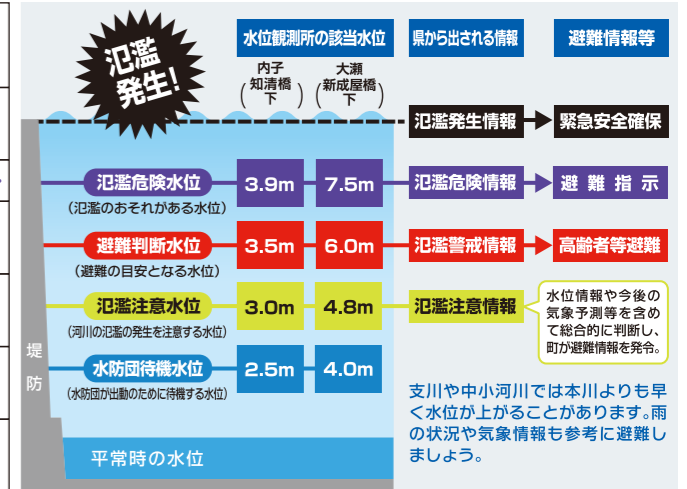 氾濫
発生!
水位観測所の該当水位
県から出される情報
避難情報等
内子
(知清橋下)
大瀬
(新成屋橋下)
氾濫発生情報
緊急安全確保
氾濫危険水位
3.9m
7.5m
氾濫危険情報
避難指示
(氾濫のおそれがある水位)
避難判断水位
3.5m
6.0m
氾濫警戒情報
高齢者等避難
(避難の目安となる水位)
氾濫注意水位
3.0m
4.8m
氾濫注意情報
水位情報や今後の
気象予測等を含め
て総合的に判断し、
町が避難情報を発令。
(河川の氾濫の発生を注意する水位)
水防団待機水位
2.5m
4.0m
(水防団が出動のために待機する水位)
堤防
支川や中小河川では本川よりも早
く水位が上がることがあります。雨
の状況や気象情報も参考に避難し
ましょう。
平常時の水位